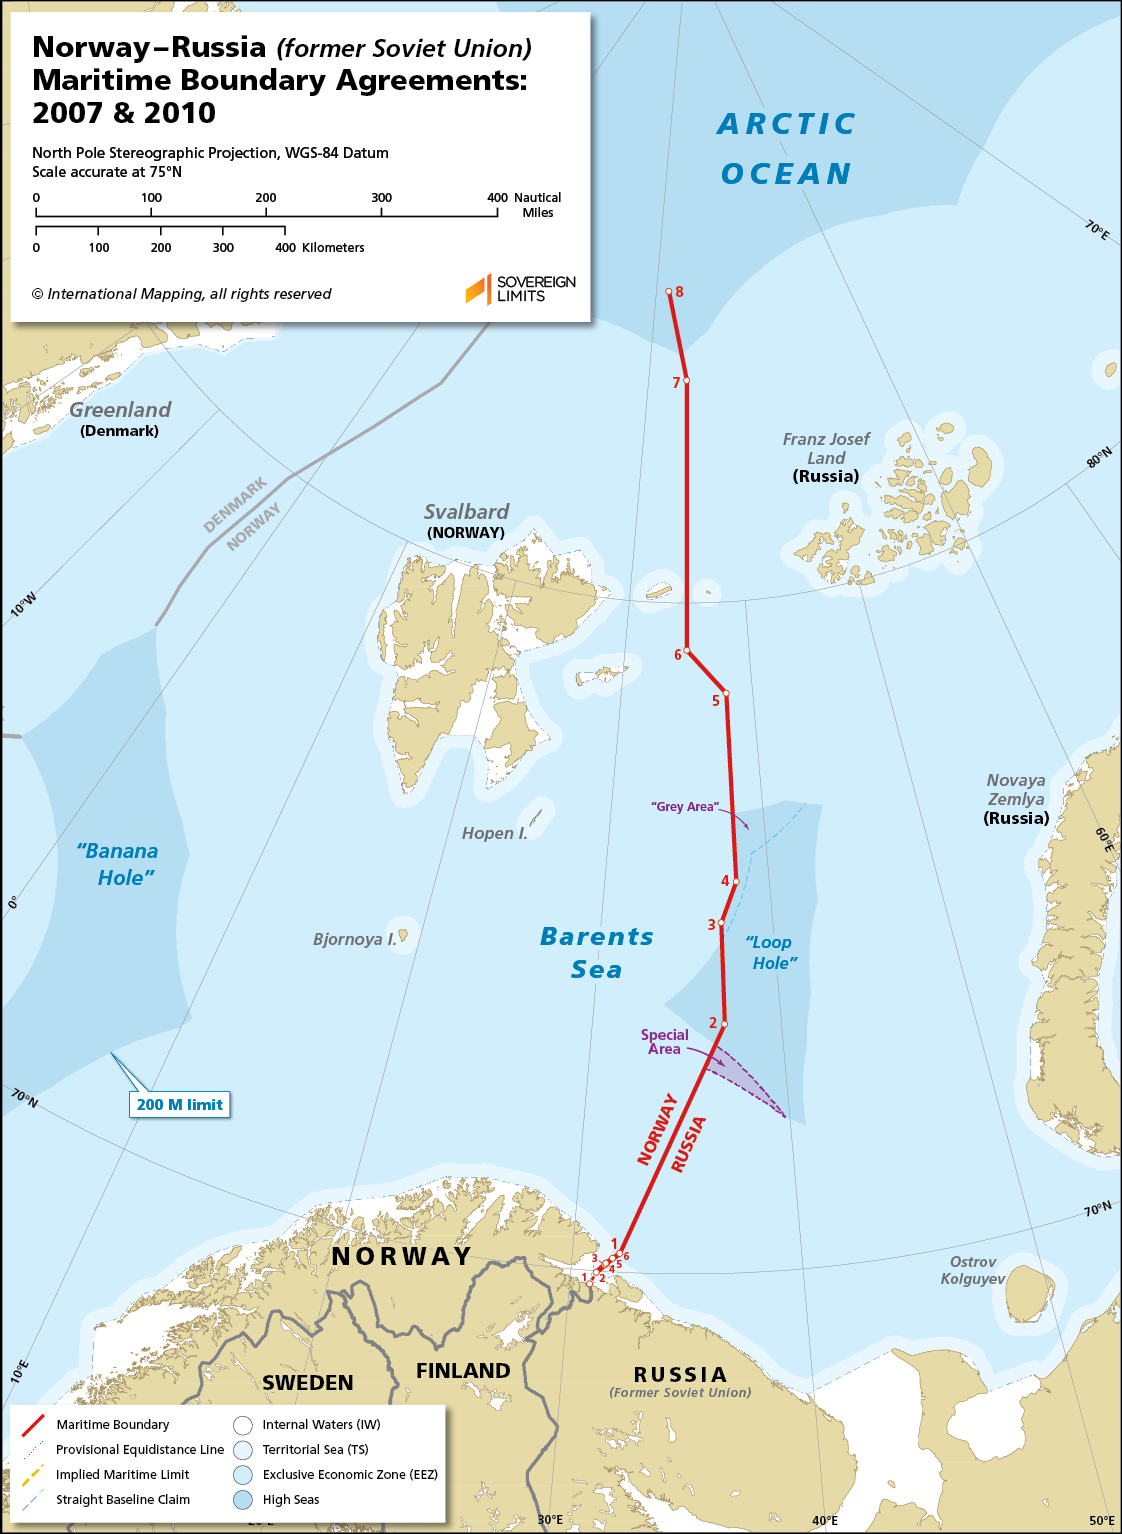 Norway–Russia (former Soviet Union)
Maritime Boundary Agreements:
2007 & 2010
North Pole Stereographic Projection, WGS-84 Datum
Scale accurate at 75°N
0 100 200 300 400 Nautical Miles
0 100 200 300 400 Kilometers
© International Mapping, all rights reserved
SOVEREIGN
LIMITS
ARCTIC
OCEAN
70°E
8
7
Greenland
(Denmark)
Franz Josef
Land
(Russia)
80°N
DENMARK
NORWAY
Svalbard
(NORWAY)
10°W
6
5
Novaya
Zemlya
(Russia)
"Grey Area"
Hopen I.
60°E
"Banana
Hole"
4
0°
3
Bjornoya I.
Barents
Sea
"Loop
Hole"
2
Special
Area
70°N
200 M limit
NORWAY
RUSSIA
70°N
1
NORWAY
3
6
5
4
1
2
Ostrov
Kolguyev
10°E
SWEDEN
FINLAND
RUSSIA
(Former Soviet Union)
Maritime Boundary
Provisional Equidistance Line
Implied Maritime Limit
Straight Baseline Claim
Internal Waters (IW)
Territorial Sea (TS)
Exclusive Economic Zone (EEZ)
High Seas
30°E
40°E
50°E